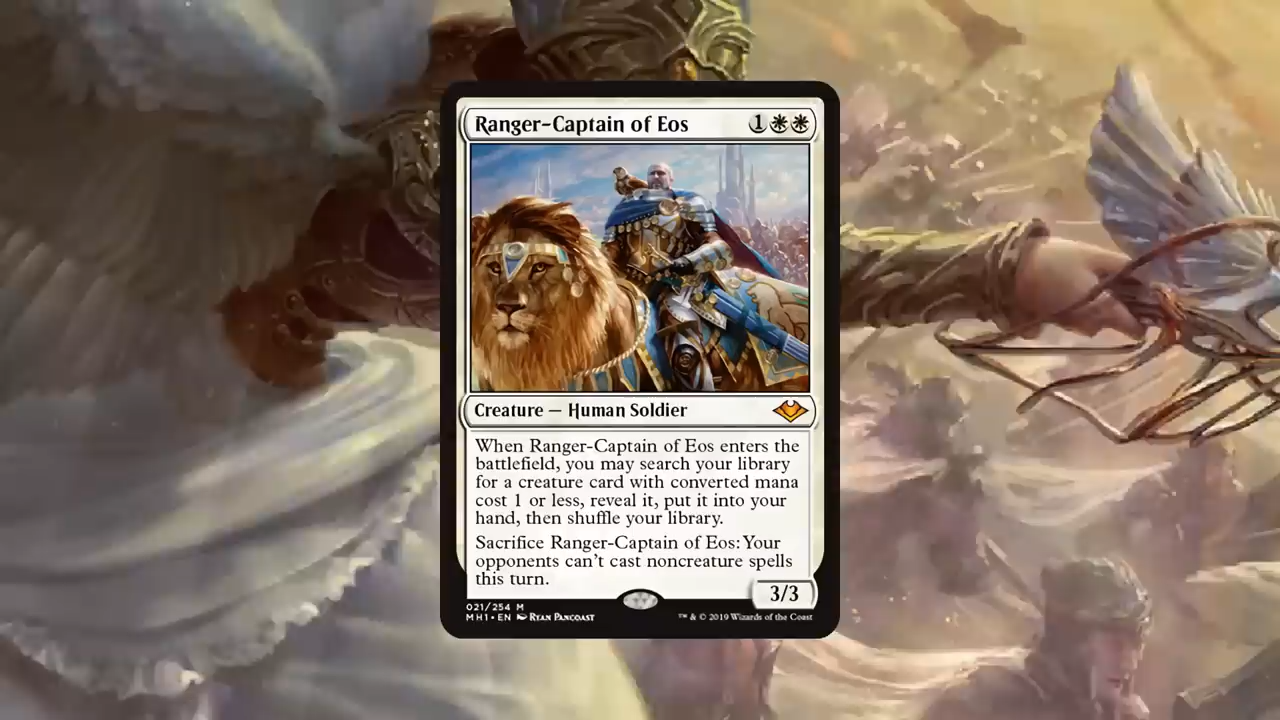 Ranger-Captain of Eos 1
Creature — Human Soldier
When Ranger-Captain of Eos enters the
battlefield, you may search your library
for a creature card with converted mana
cost 1 or less, reveal it, put it into your
hand, then shuffle your library.
Sacrifice Ranger-Captain of Eos: Your
opponents can't cast noncreature spells
this turn.
3/3
021/254 M
MH1 • EN Ryan Pancoast
™ & © 2019 Wizards of the Coast